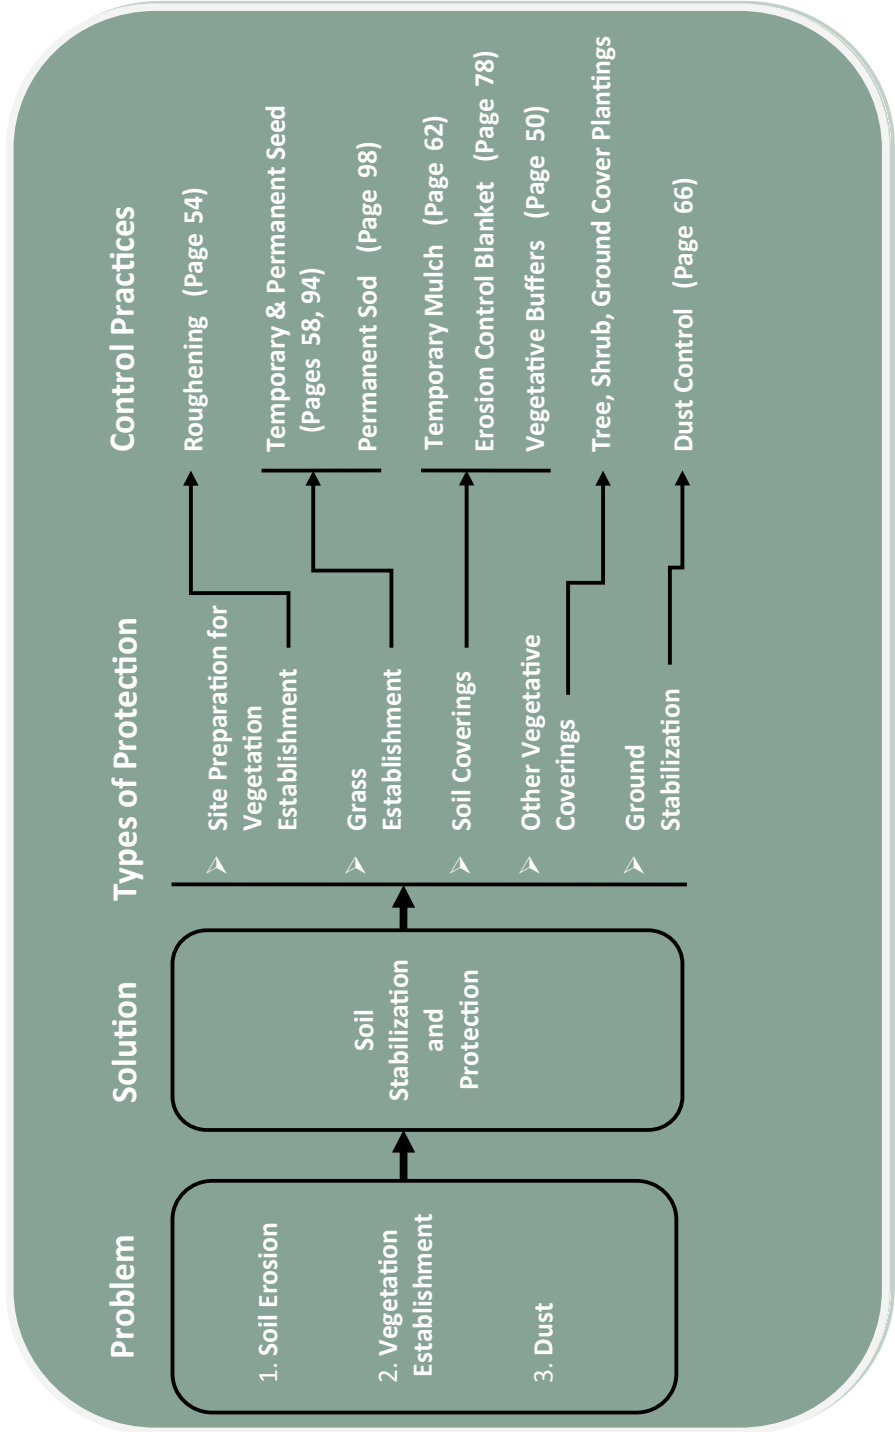 Problem
1. Soil Erosion
2. Vegetation
Establishment
3. Dust
Solution
Soil
Stabilization
and
Protection
Types of Protection
Site Preparation for
Vegetation
Establishment
Grass
Establishment
Soil Coverings
Other Vegetative
Coverings
Ground
Stabilization
Control Practices
Roughening (Page 54)
Temporary & Permanent Seed
(Pages 58, 94)
Permanent Sod (Page 98)
Temporary Mulch (Page 62)
Erosion Control Blanket (Page 78)
Vegetative Buffers (Page 50)
Tree, Shrub, Ground Cover Plantings
Dust Control (Page 66)